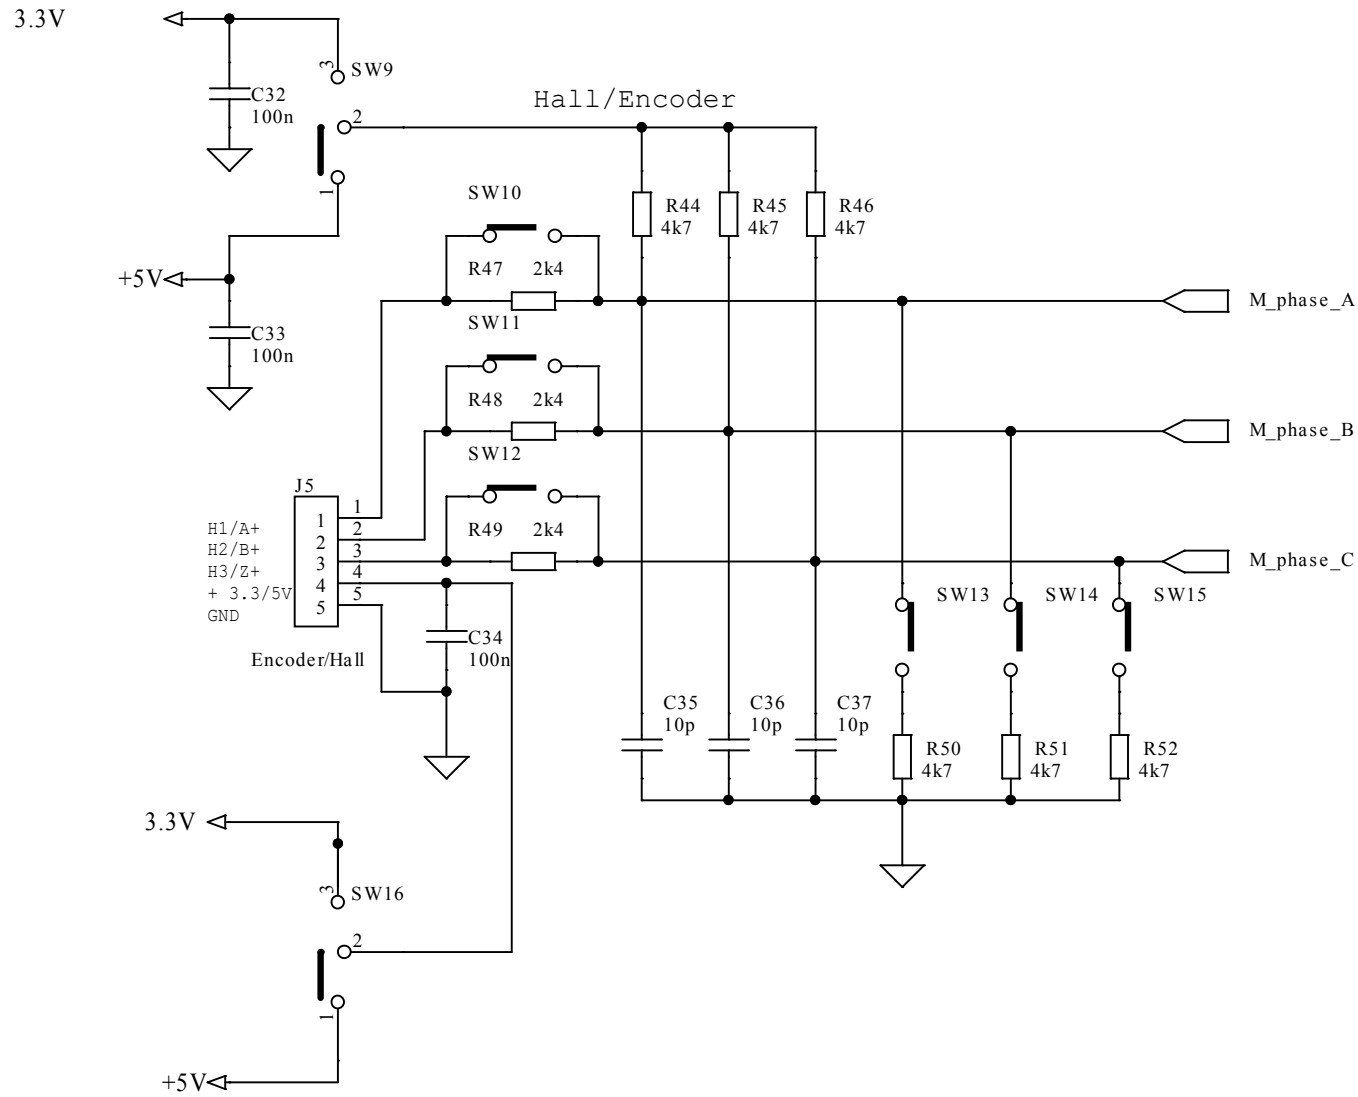 3.3V
3
SW9
C32
100n
2
Hall/Encoder
1
SW10
R44
4k7
R45
4k7
R46
4k7
+5V
R47 2k4
M_phase_A
SW11
C33
100n
R48 2k4
M_phase_B
SW12
J5
R49 2k4
M_phase_C
H1/A+ 1 1
H2/B+ 2 2
H3/Z+ 3 3
+ 3.3/5V 4 4
GND 5 5
SW13
SW14
SW15
C34
100n
Encoder/Hall
C35
10p
C36
10p
C37
10p
R50
4k7
R51
4k7
R52
4k7
3.3V
3
SW16
2
1
+5V